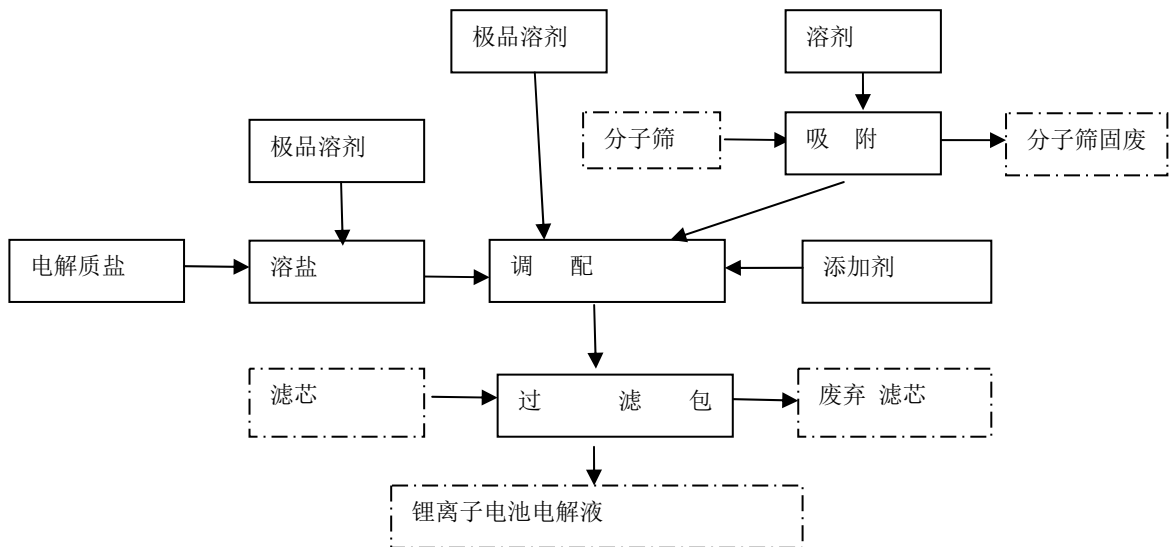 极品溶剂
溶剂
分子筛
吸 附
分子筛固废
极品溶剂
电解质盐
溶盐
调 配
添加剂
滤芯
过 滤 包
废弃 滤芯
锂离子电池电解液